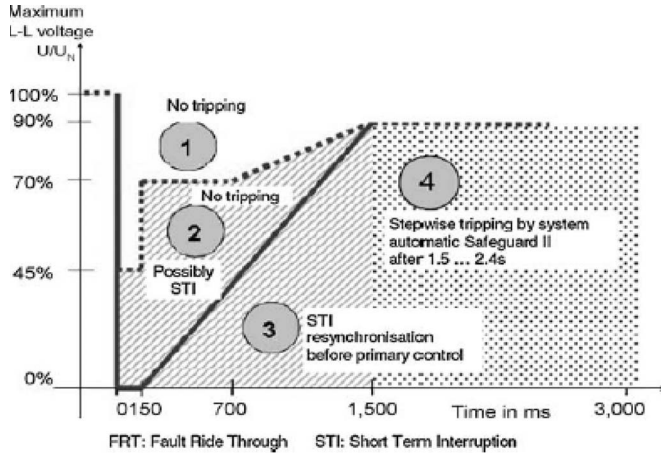 Maximum
L-L voltage
U/UN
100%
90%
70%
45%
0%
No tripping
1
No tripping
2
Possibly
STI
3
STI
resynchronisation
before primary control
4
Stepwise tripping by system
automatic Safeguard II
after 1.5 ... 2.4s
0 150 700 1,500 Time in ms 3,000
FRT: Fault Ride Through STI: Short Term Interruption